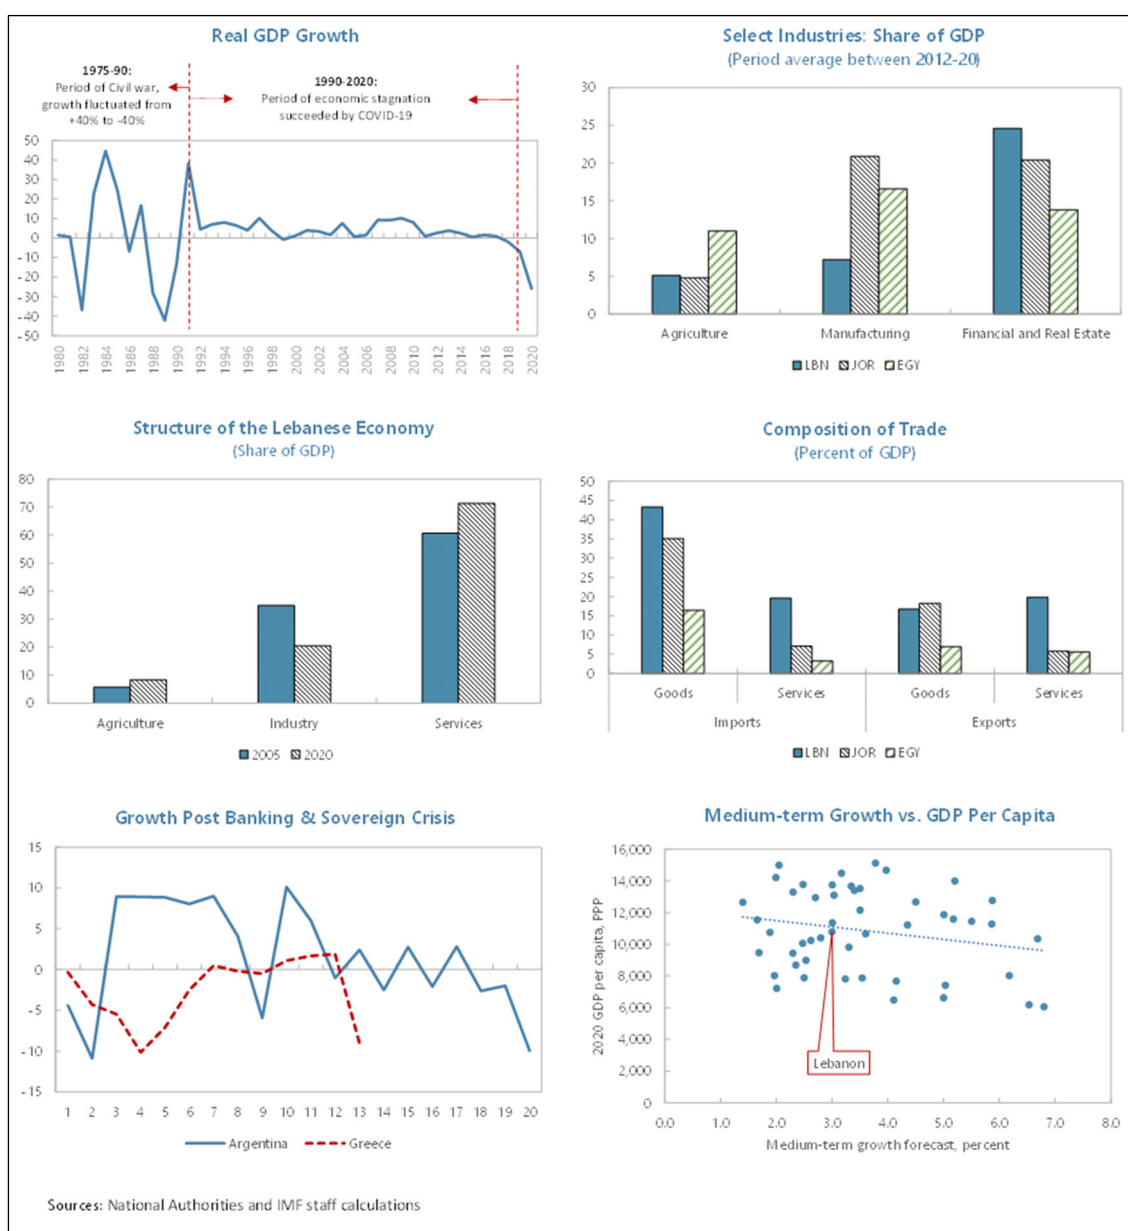 Real GDP Growth
1975-90:
Period of Civil war,
growth fluctuated from
+40% to -40%
1990-2020:
Period of economic stagnation
succeeded by COVID-19
50
40
30
20
10
0
-10
-20
-30
-40
-50
1980
1982
1984
1986
1988
1990
1992
1994
1996
1998
2000
2002
2004
2006
2008
2010
2012
2014
2016
2018
2020
Select Industries: Share of GDP
(Period average between 2012-20)
30
25
20
15
10
5
0
Agriculture Manufacturing Financial and Real Estate
LBN JOR EGY
Structure of the Lebanese Economy
(Share of GDP)
80
70
60
50
40
30
20
10
0
Agriculture Industry Services
2005 2020
Composition of Trade
(Percent of GDP)
50
45
40
35
30
25
20
15
10
5
0
Goods Services Goods Services
Imports Exports
LBN JOR EGY
Growth Post Banking & Sovereign Crisis
15
10
5
0
-5
-10
-15
1 2 3 4 5 6 7 8 9 10 11 12 13 14 15 16 17 18 19 20
Argentina Greece
Medium-term Growth vs. GDP Per Capita
2020 GDP per capita, PPP
16,000
14,000
12,000
10,000
8,000
6,000
4,000
2,000
0
Lebanon
0.0 1.0 2.0 3.0 4.0 5.0 6.0 7.0 8.0
Medium-term growth forecast, percent
Sources: National Authorities and IMF staff calculations